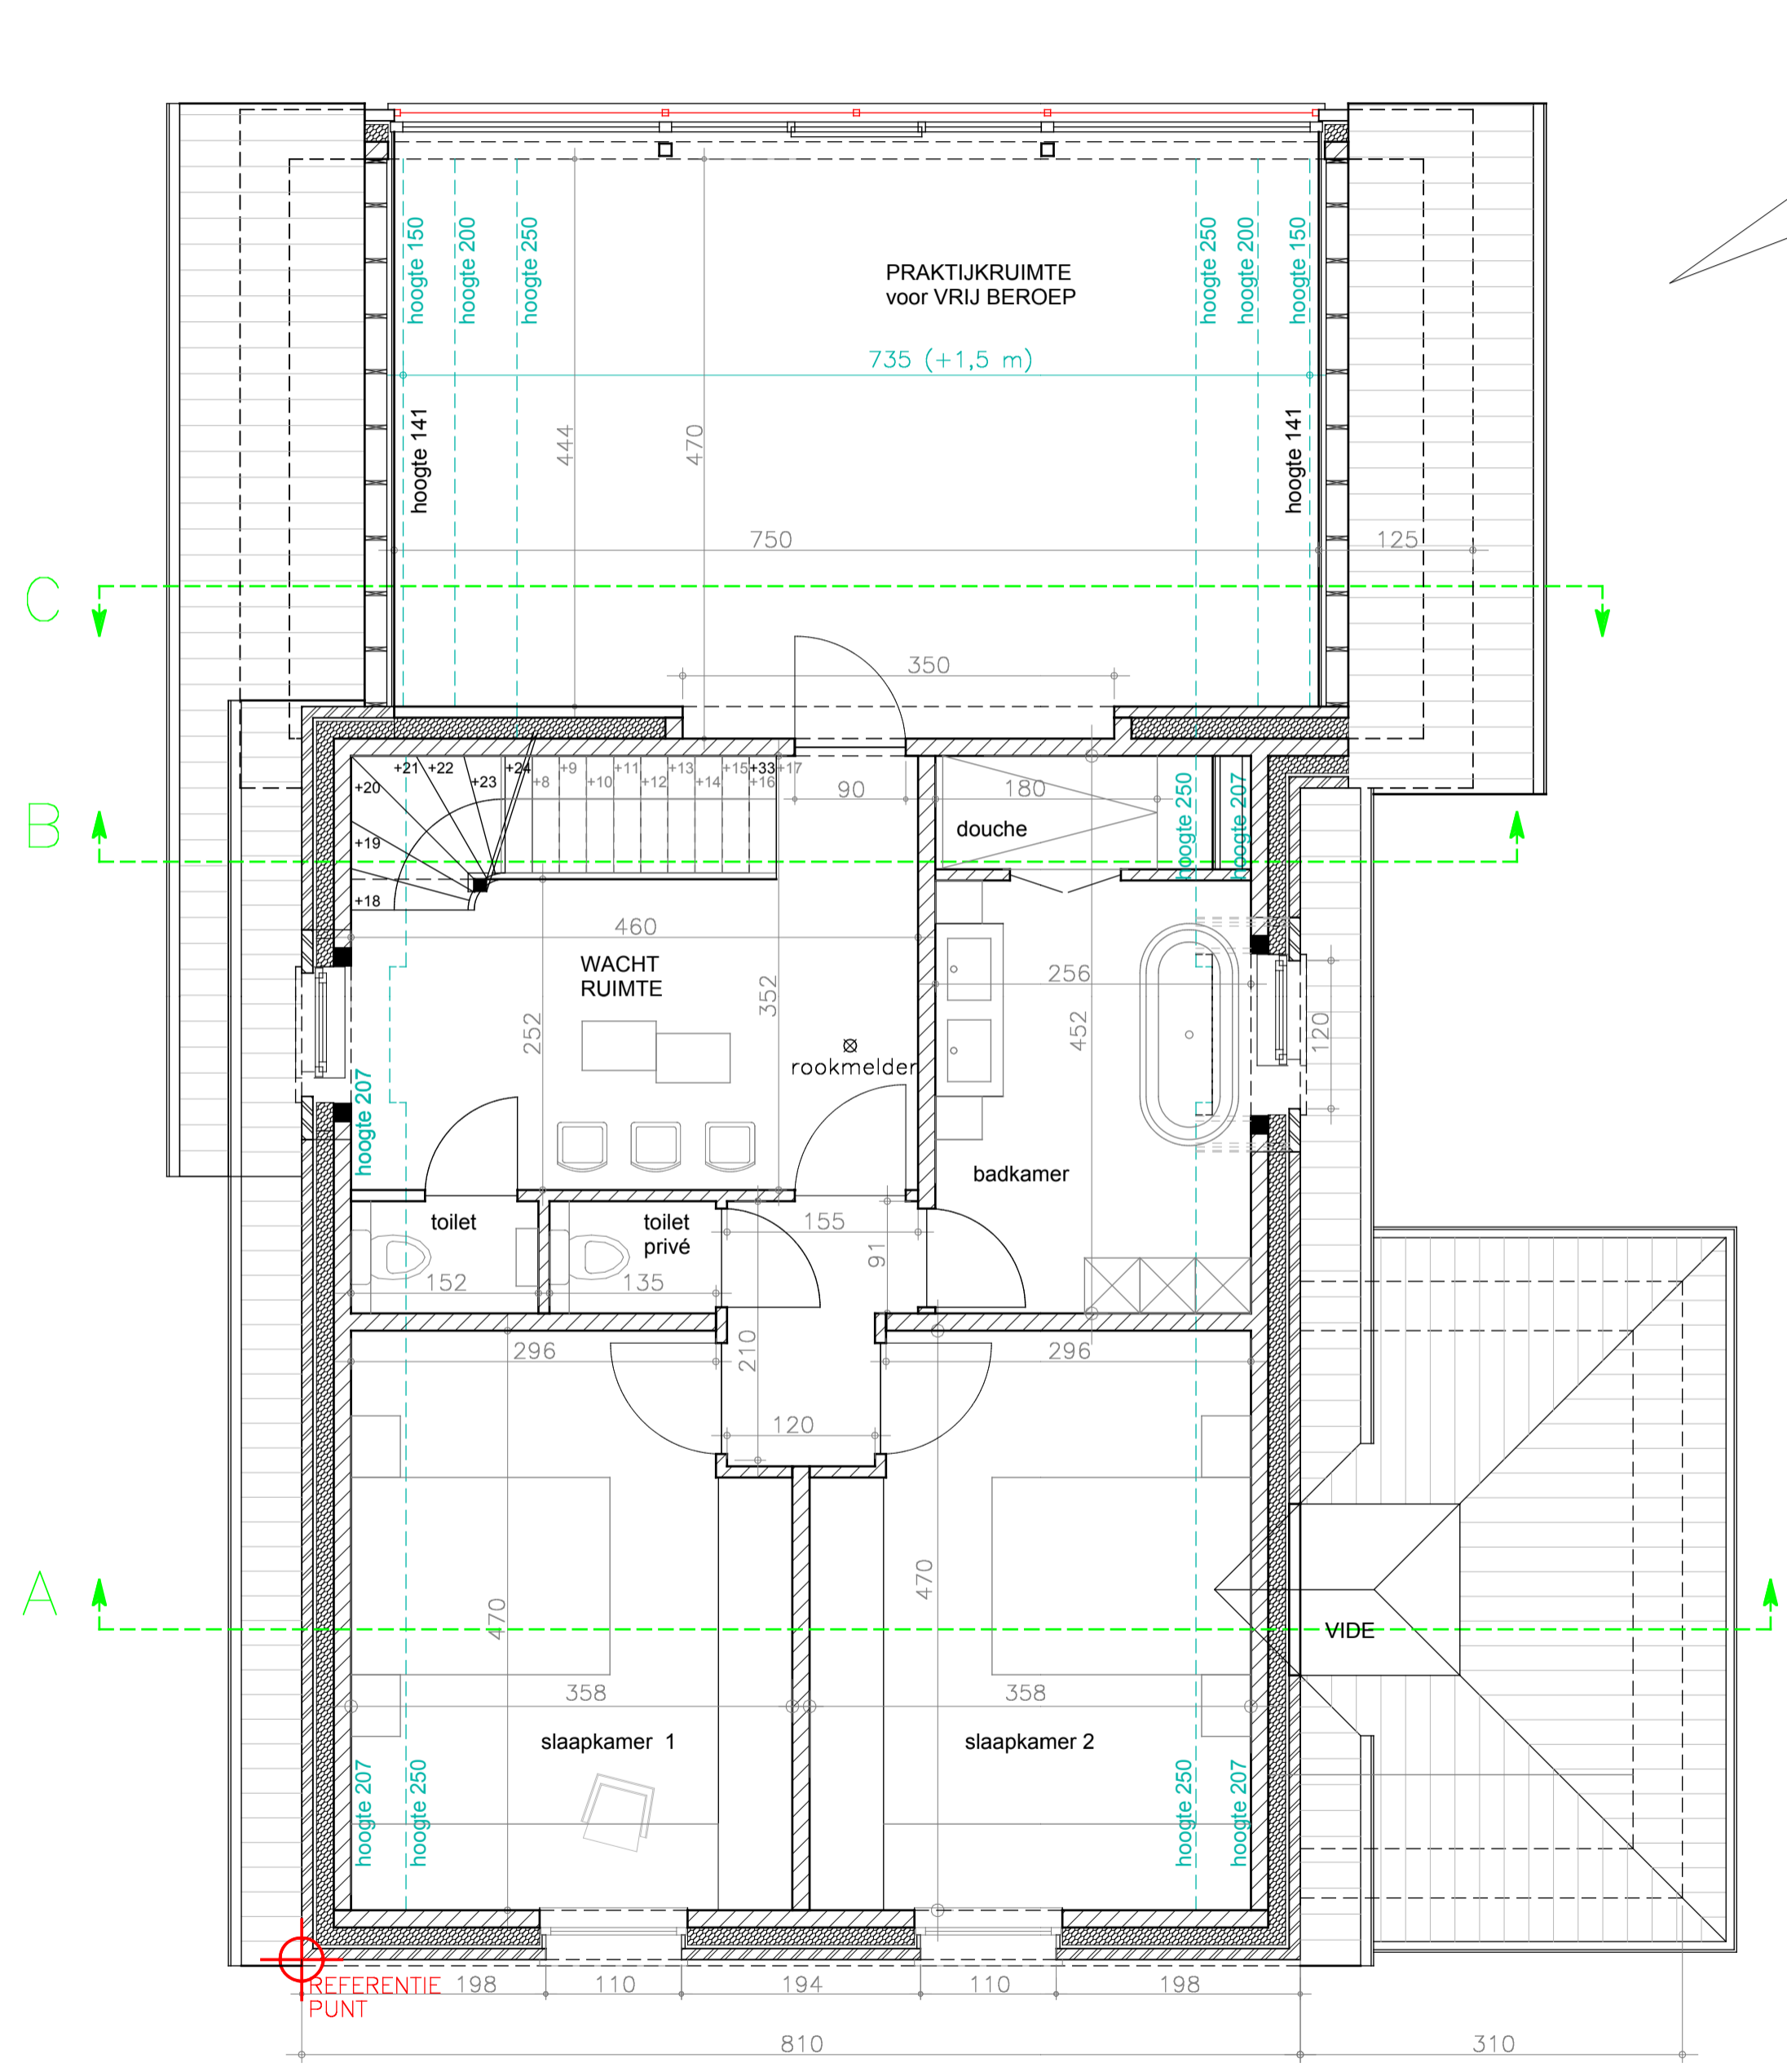 hoogte 150
hoogte 200
hoogte 250
hoogte 250
hoogte 200
hoogte 150
PRAKTIJKRUIMTE
voor VRIJ BEROEP
735 (+1,5 m)
hoogte 141
444
470
hoogte 141
750
125
C
350
+21
+22
+23
+24
+8
+9
+10
+11
+12
+13
+14
+15
+33
+16
+17
+20
+19
+18
90
180
douche
hoogte 250
hoogte 207
B
460
WACHT
RUIMTE
352
252
256
452
120
rookmelder
hoogte 207
badkamer
toilet
toilet
privé
155
91
152
135
296
210
296
120
A
470
470
VIDE
358
358
slaapkamer 1
slaapkamer 2
hoogte 207
hoogte 250
hoogte 250
hoogte 207
REFERENTIE
PUNT
198
110
194
110
198
810
310